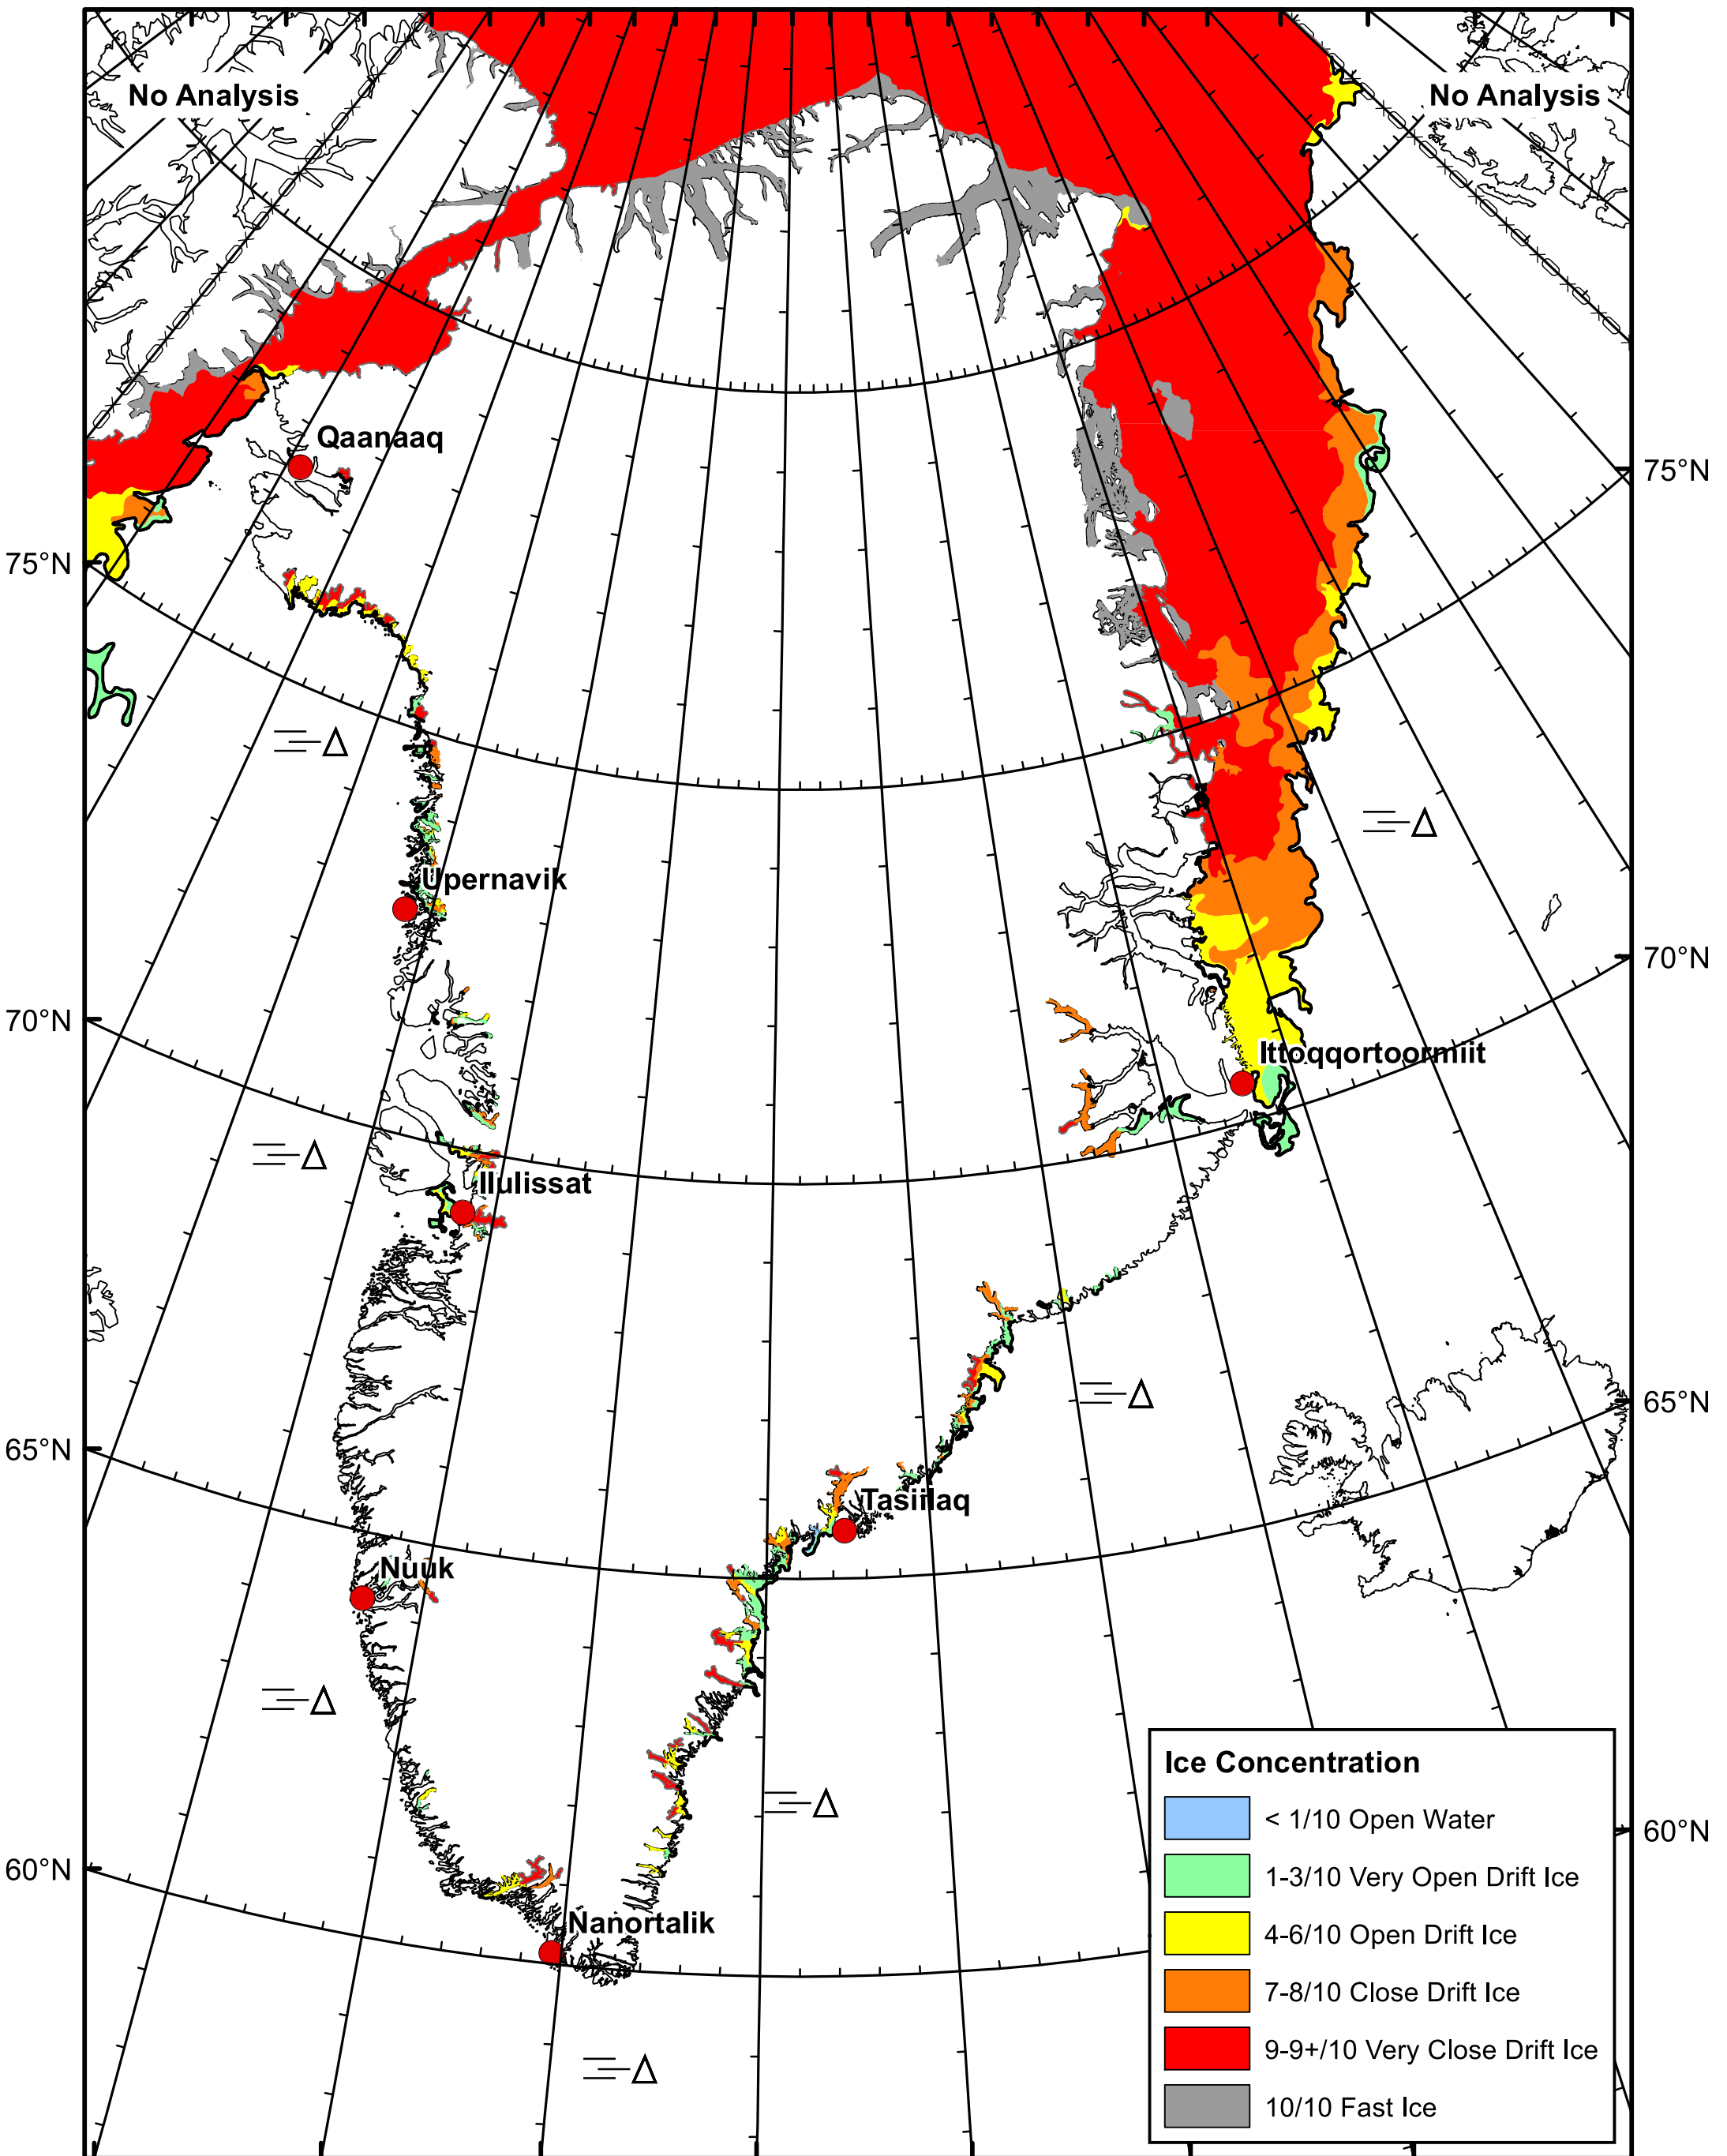 No Analysis
No Analysis
Qaanaaq
75°N
75°N
Upernavik
70°N
70°N
Ittoqqortoormiit
Ilulissat
65°N
65°N
Tasiilaq
Nuuk
60°N
60°N
Nanortalik
Ice Concentration
< 1/10 Open Water
1-3/10 Very Open Drift Ice
4-6/10 Open Drift Ice
7-8/10 Close Drift Ice
9-9+/10 Very Close Drift Ice
10/10 Fast Ice